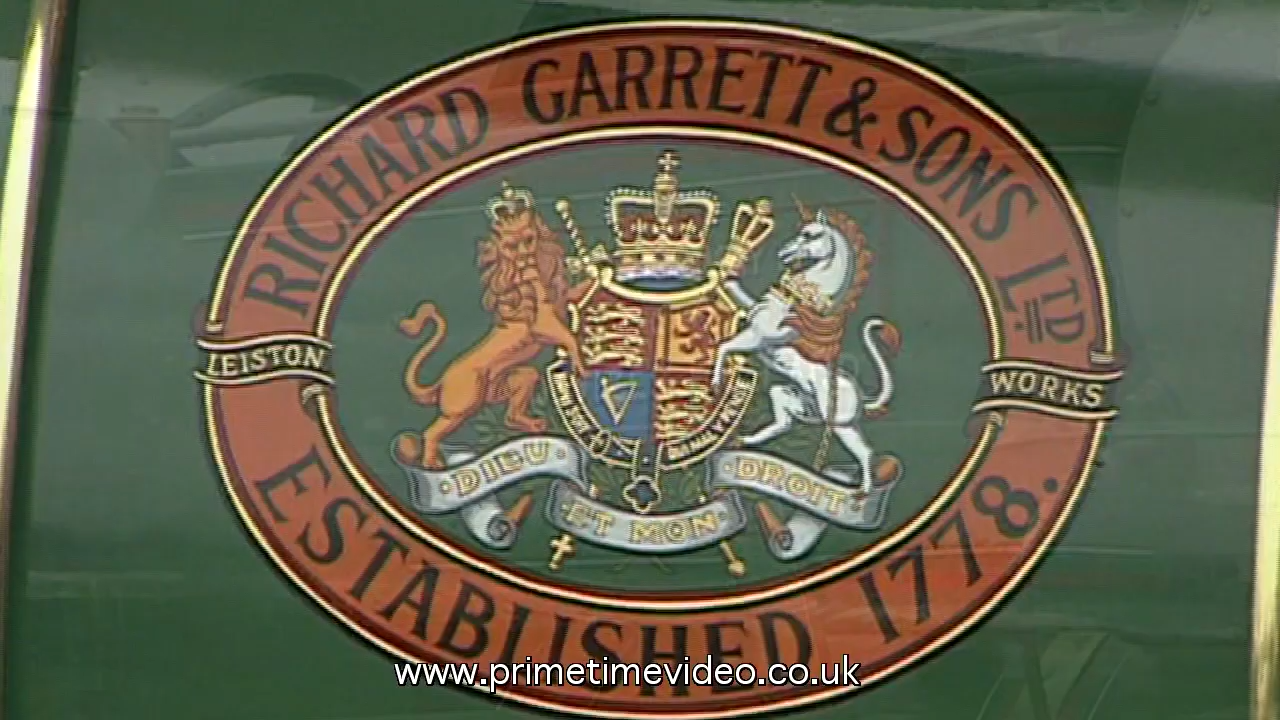 RICHARD GARRETT & SONS LTD.
LEISTON WORKS
ESTABLISHED 1778.
DIEU ET MON DROIT
www.primetimevideo.co.uk